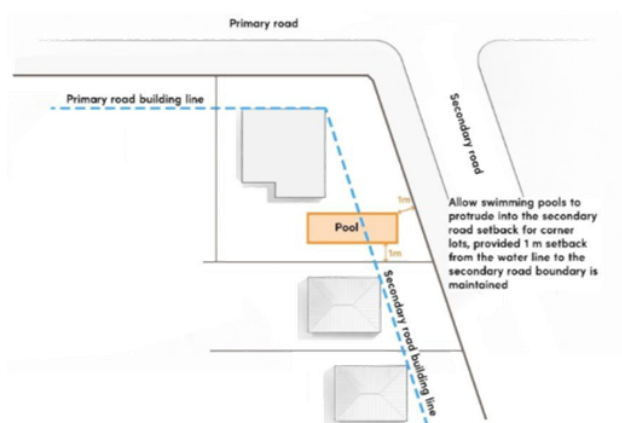 Primary road
Primary road building line
Secondary road
1m
Allow swimming pools to
protrude into the secondary
road setback for corner
lots, provided 1 m setback
from the water line to the
secondary road boundary is
maintained
Pool
1m
Secondary road building line